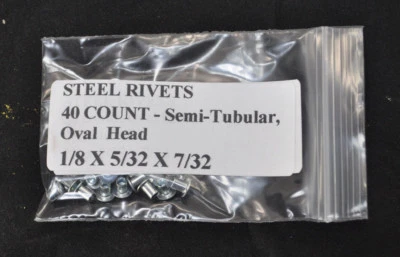 STEEL RIVETS
40 COUNT - Semi-Tubular,
Oval Head
1/8 X 5/32 X 7/32